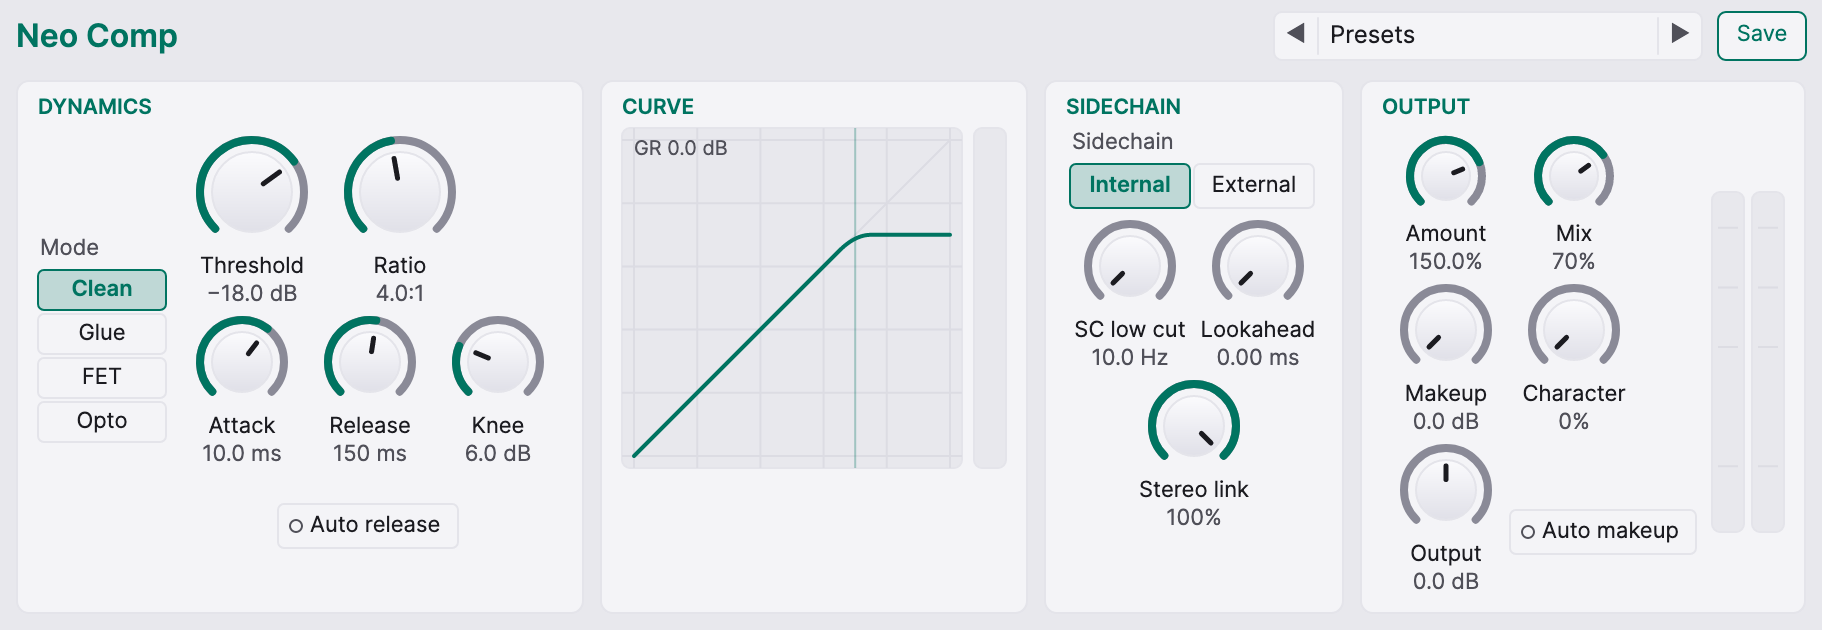 Neo Comp
Presets
Save
DYNAMICS
Mode
Clean
Glue
FET
Opto
Threshold
−18.0 dB
Ratio
4.0:1
Attack
10.0 ms
Release
150 ms
Knee
6.0 dB
Auto release
CURVE
GR 0.0 dB
SIDECHAIN
Sidechain
Internal
External
SC low cut
10.0 Hz
Lookahead
0.00 ms
Stereo link
100%
OUTPUT
Amount
150.0%
Mix
70%
Makeup
0.0 dB
Character
0%
Output
0.0 dB
Auto makeup